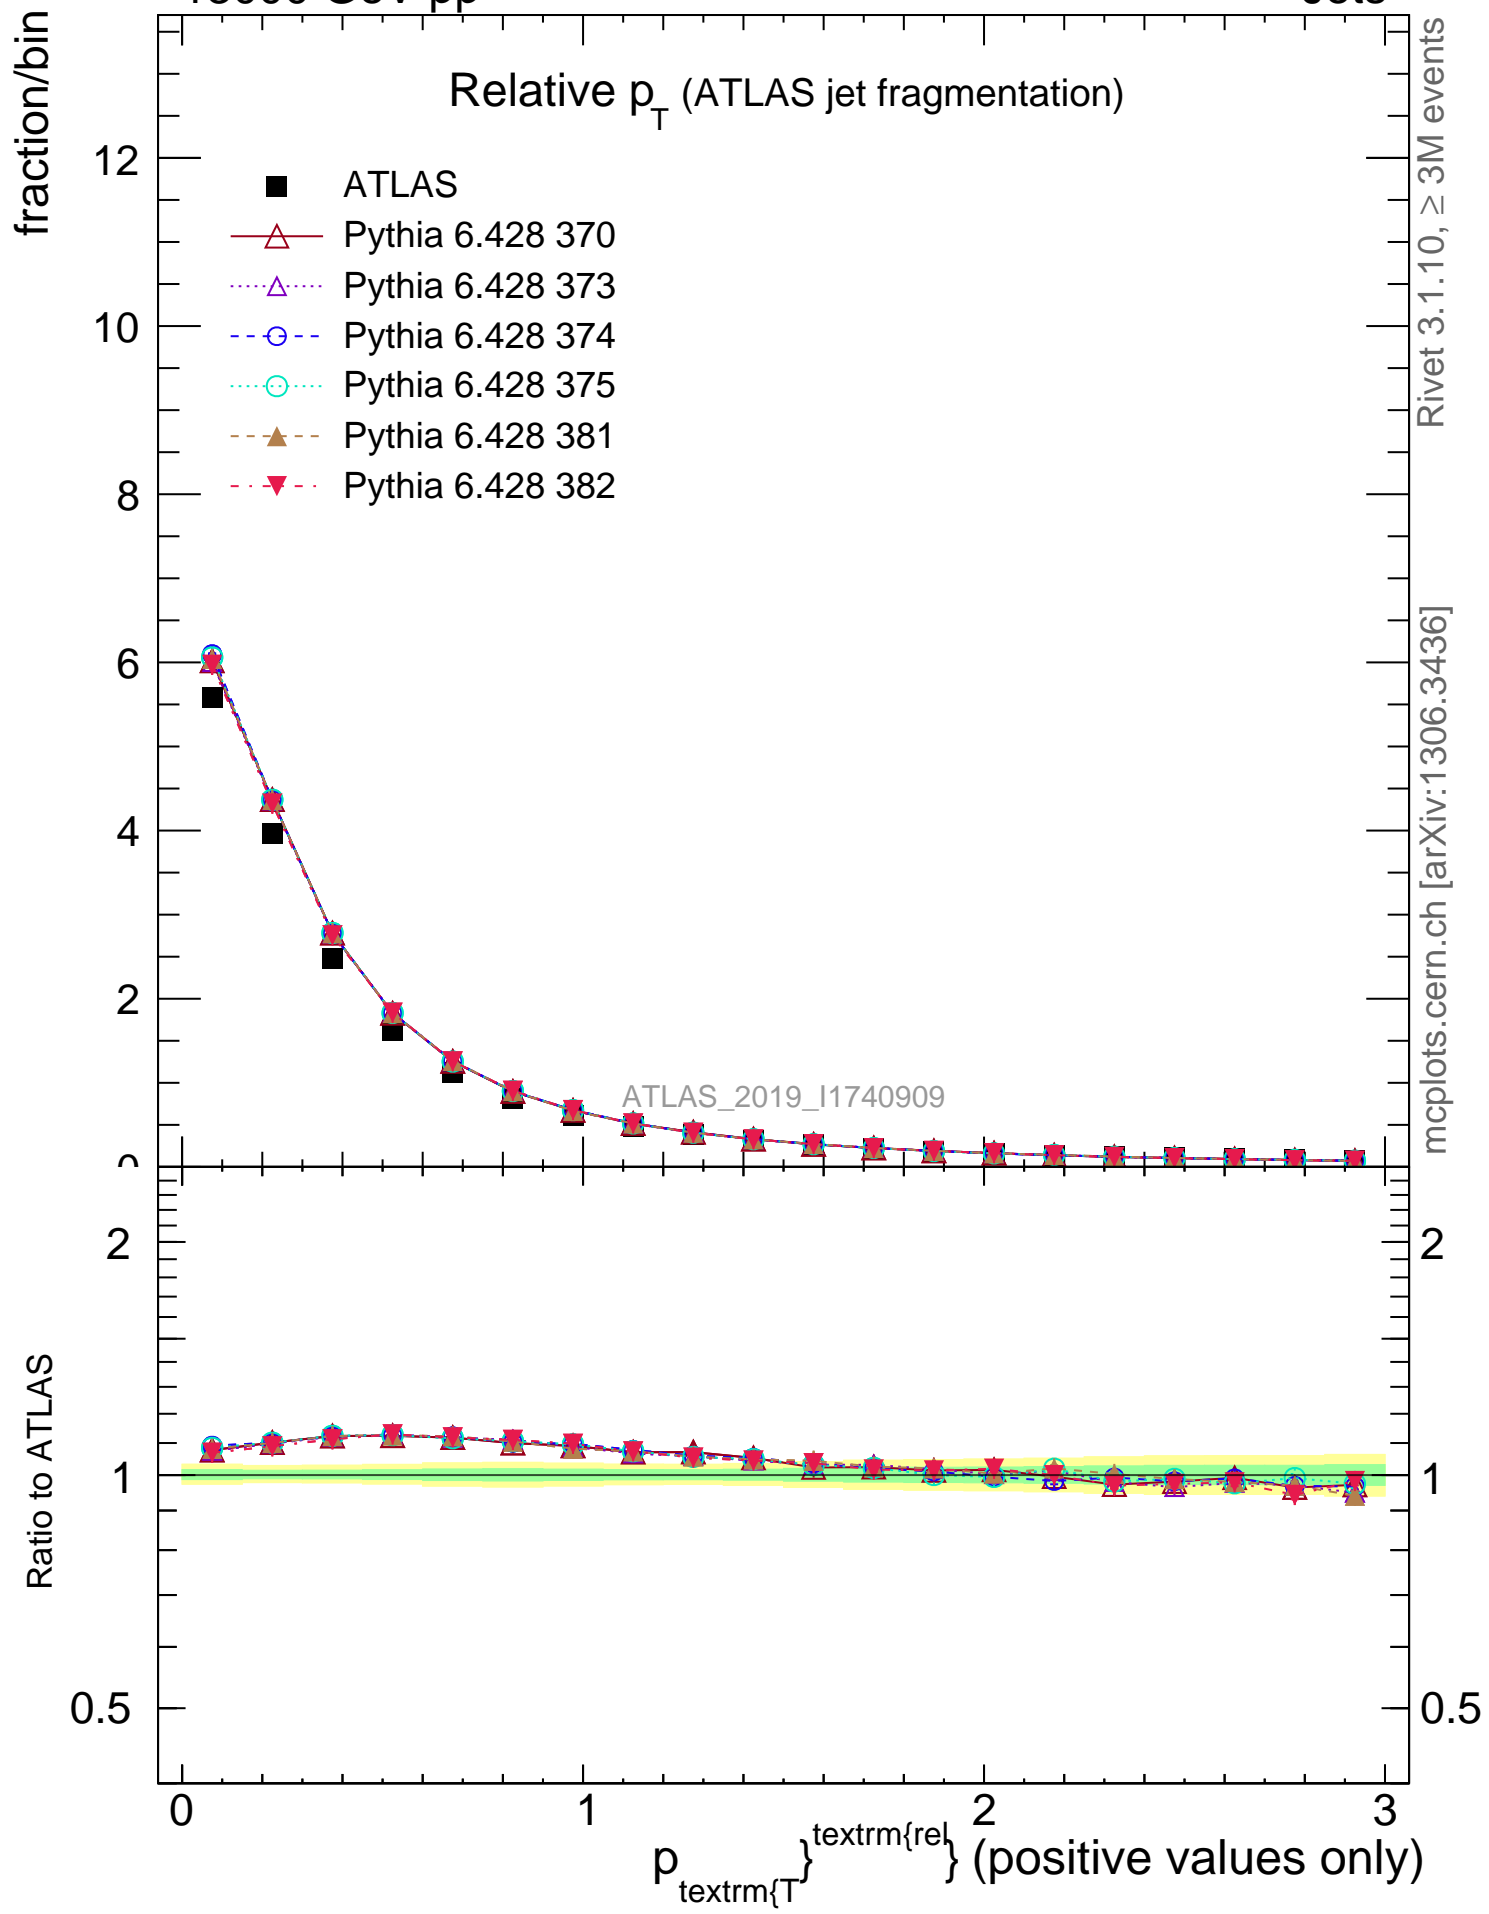 fraction/bin
Relative p_T (ATLAS jet fragmentation)
ATLAS
Pythia 6.428 370
Pythia 6.428 373
Pythia 6.428 374
Pythia 6.428 375
Pythia 6.428 381
Pythia 6.428 382
12
10
8
6
4
2
0
ATLAS_2019_I1740909
Rivet 3.1.10, ≥ 3M events
mcplots.cern.ch [arXiv:1306.3436]
Ratio to ATLAS
2
1
0.5
2
1
0.5
0 1 2 3
p_textrm{T}^textrm{rel} (positive values only)